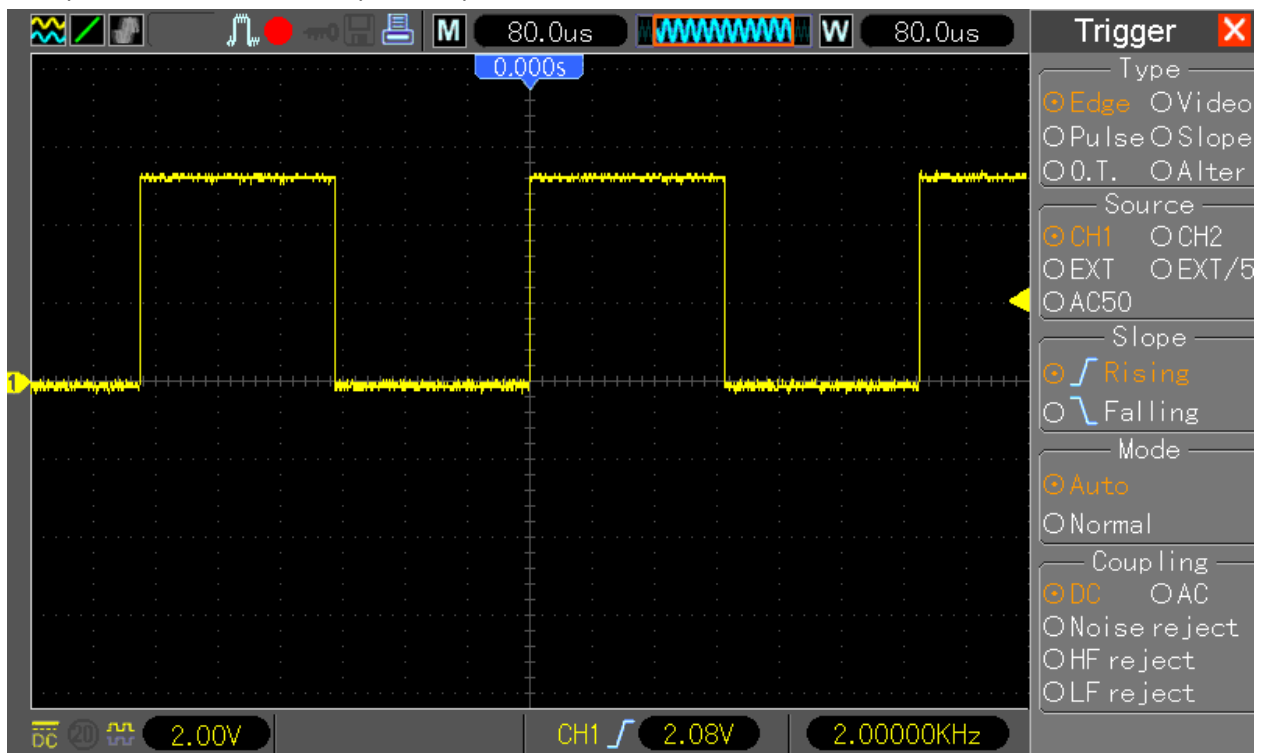 M 80.0us W 80.0us Trigger X
0.000s
Type
Edge Video
Pulse Slope
O.T. Alter
Source
CH1 CH2
EXT EXT/5
AC50
Slope
Rising
1
Falling
Mode
Auto
Normal
Coupling
DC AC
Noise reject
HF reject
LF reject
DC 20 2.00V CH1 2.08V 2.00000KHz